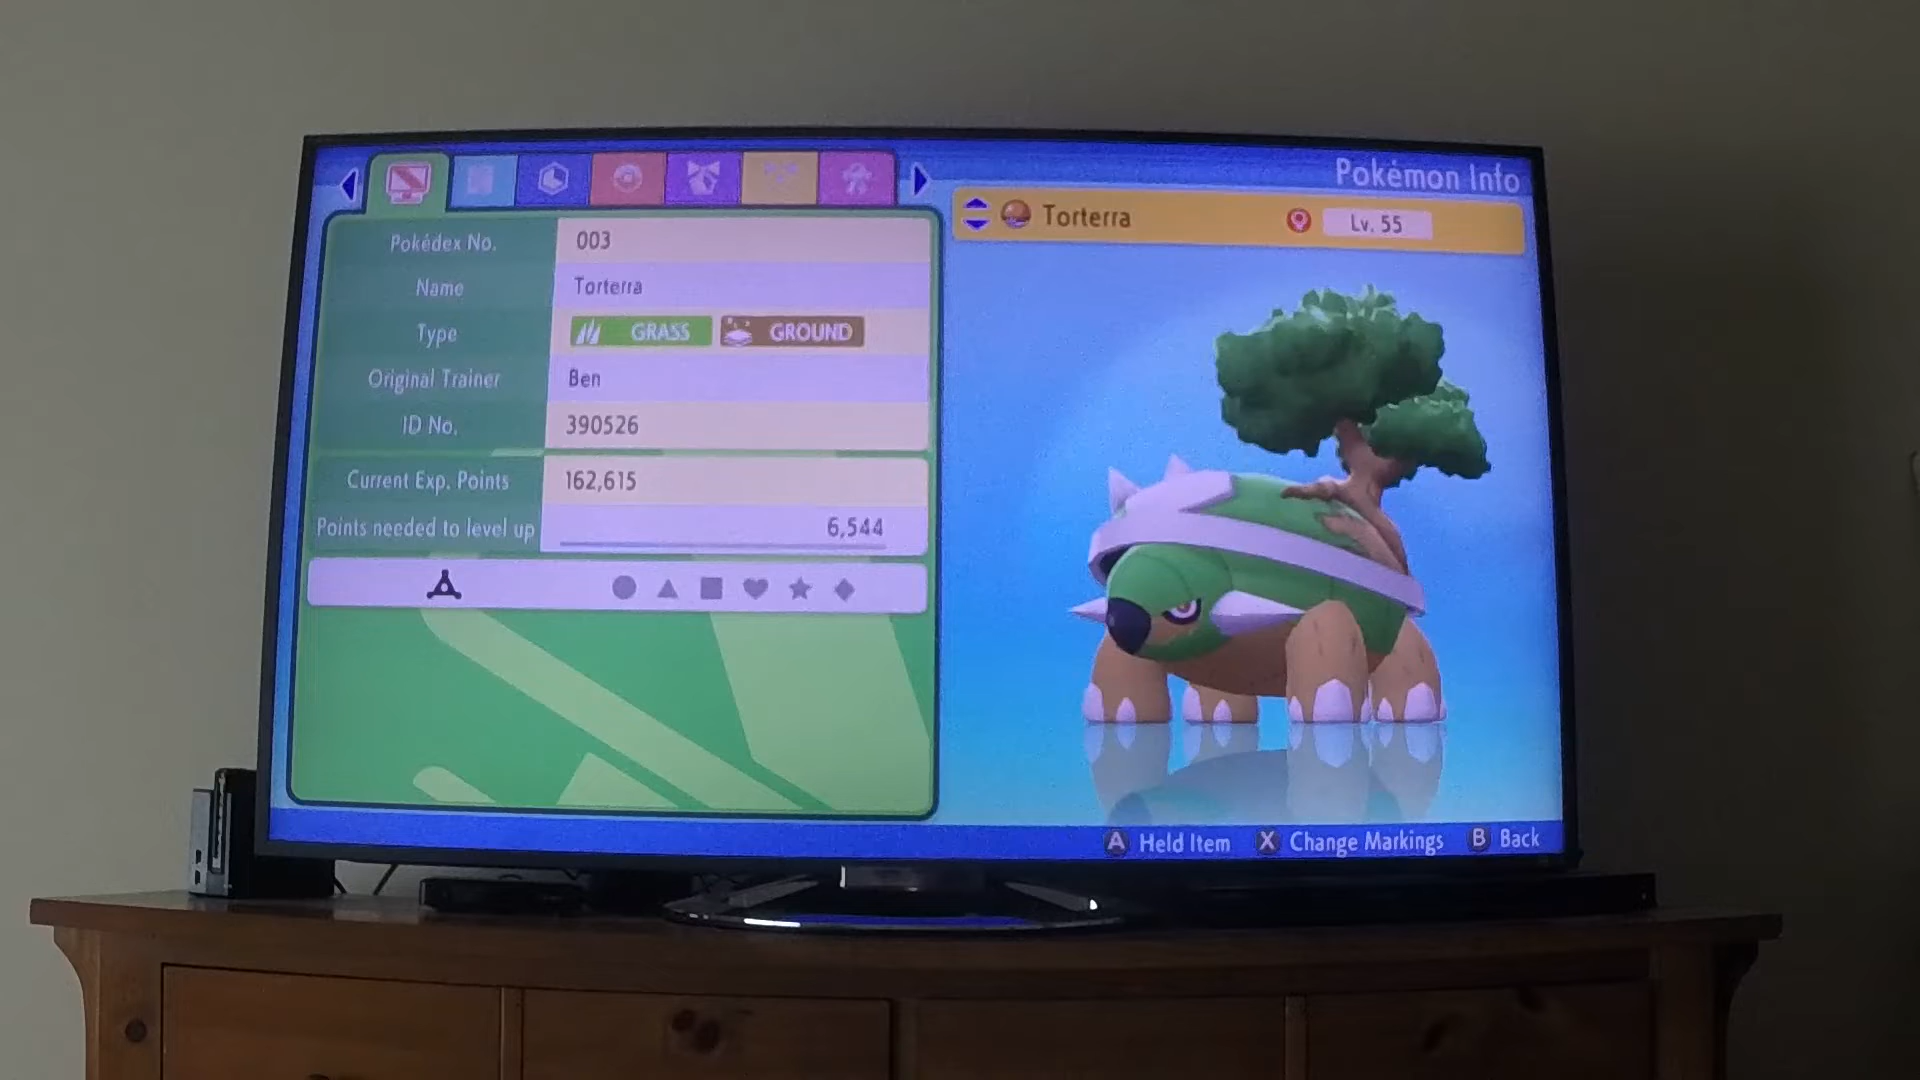 Pokémon Info
Torterra Lv. 55
Pokédex No. 003
Name Torterra
Type GRASS GROUND
Original Trainer Ben
ID No. 390526
Current Exp. Points 162,615
Points needed to level up 6,544
A Held Item X Change Markings B Back